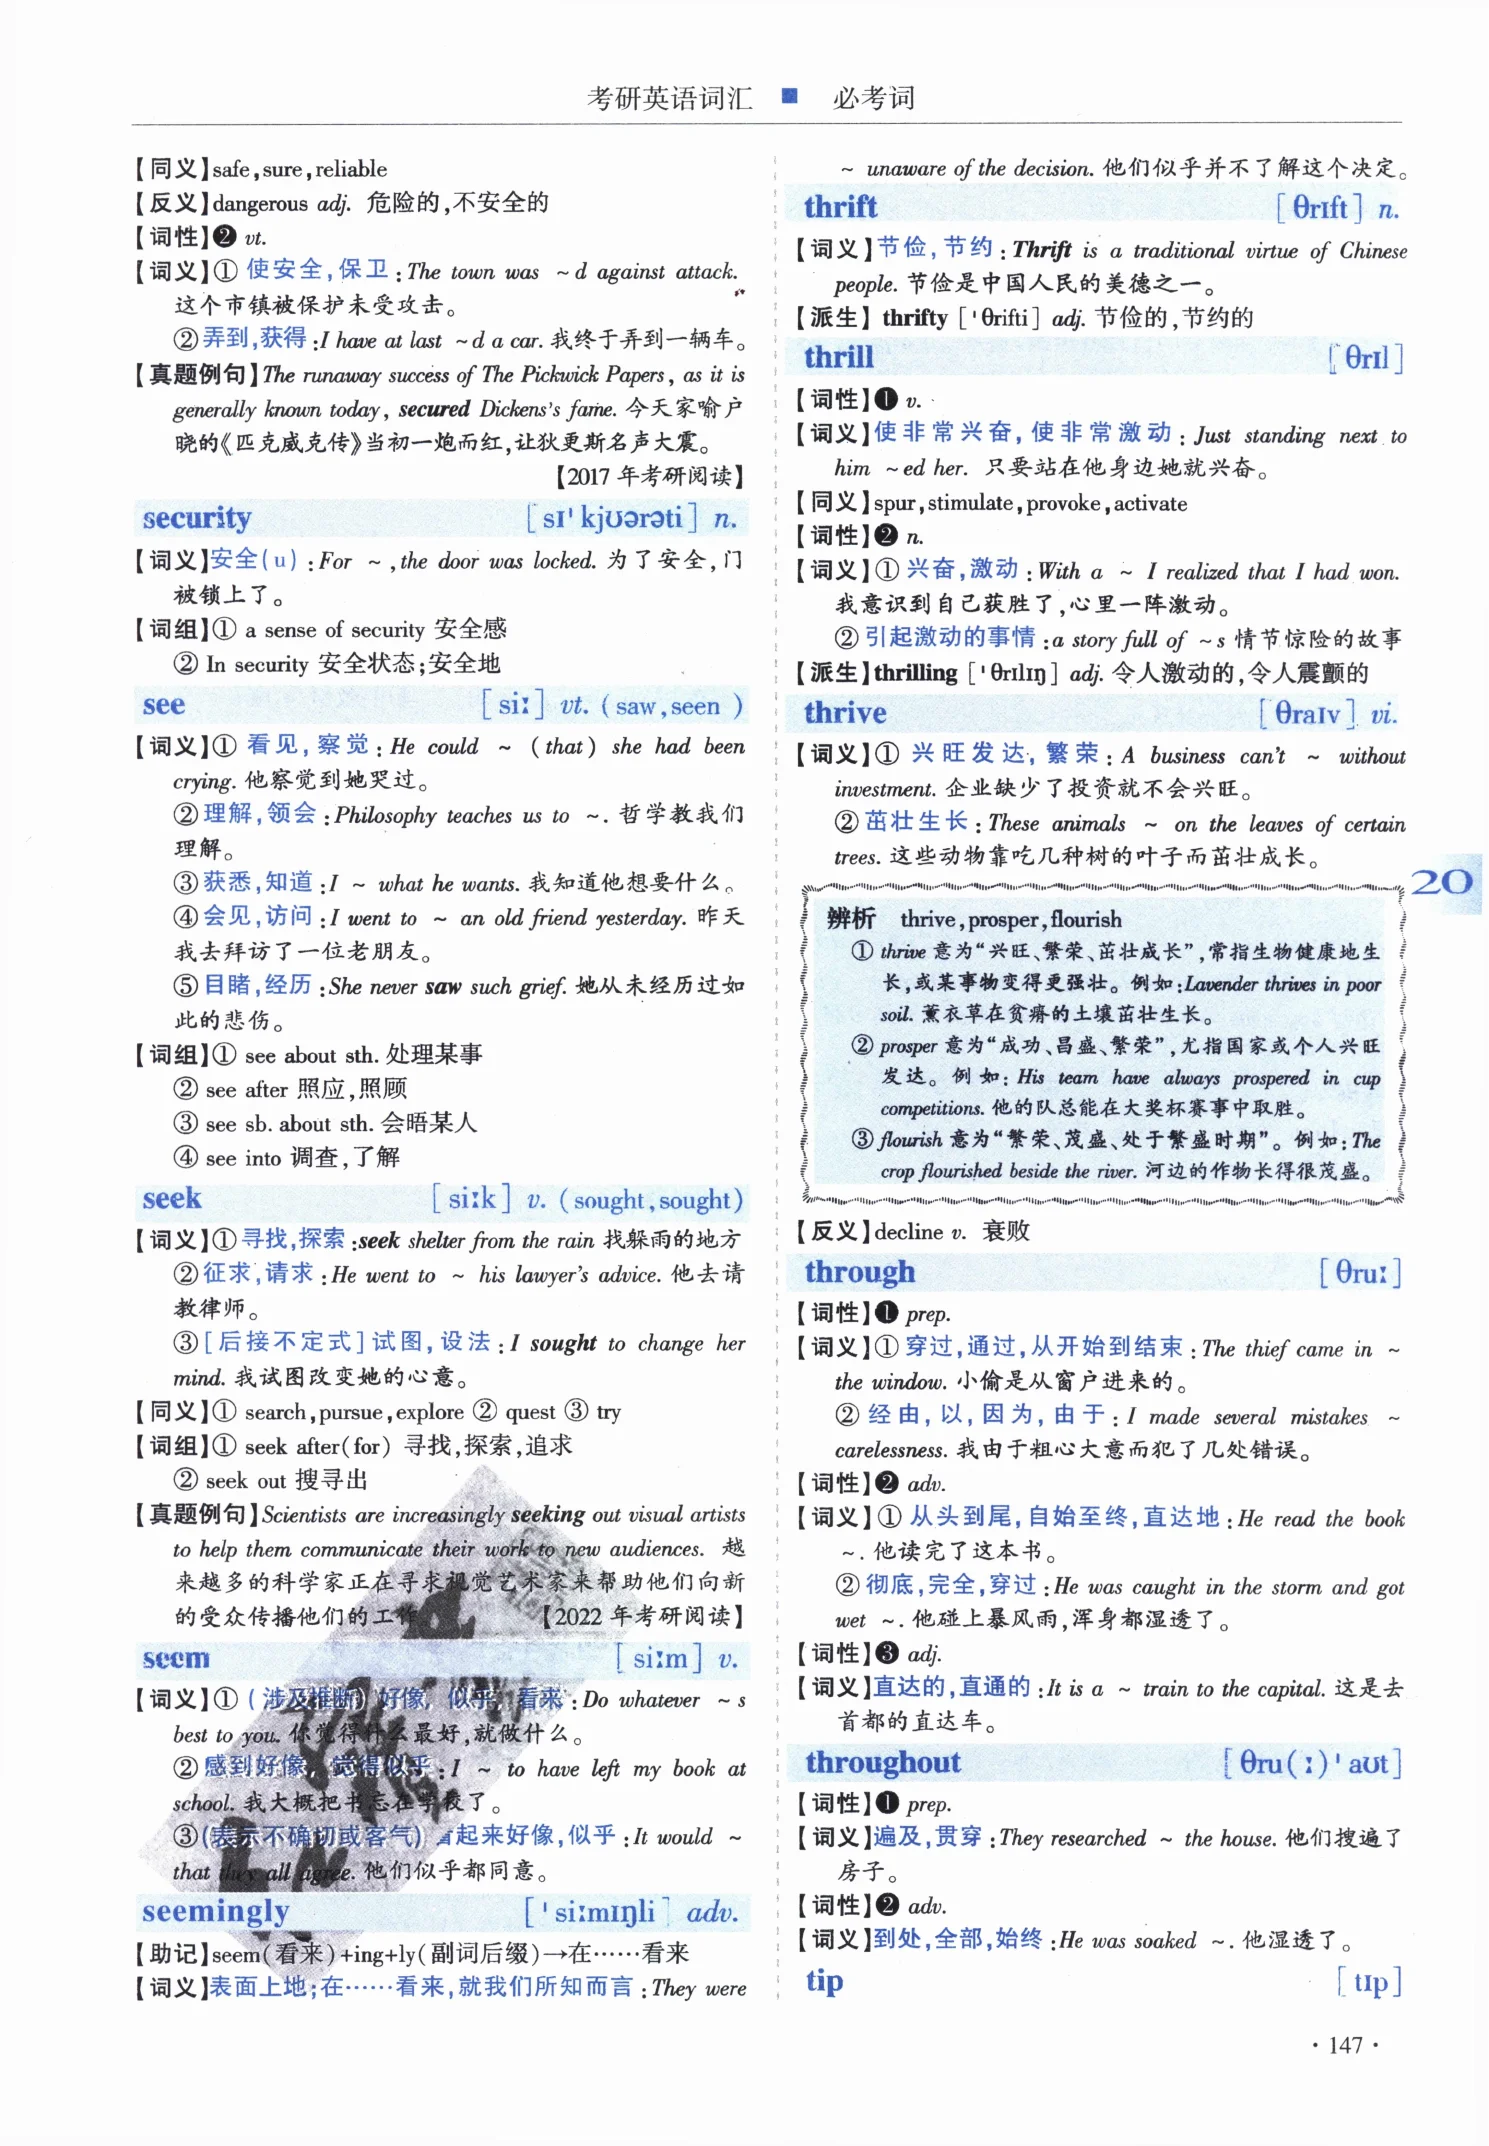 考研英语词汇 ■ 必考词
【同义】safe,sure,reliable
【反义】dangerous adj. 危险的,不安全的
【词性】❷ vt.
【词义】① 使安全,保卫:The town was ~d against attack.
这个市镇被保护未受攻击。
②弄到,获得:I have at last ~d a car. 我终于弄到一辆车。
【真题例句】The runaway success of The Pickwick Papers, as it is
generally known today, secured Dickens's fame. 今天家喻户
晓的《匹克威克传》当初一炮而红,让狄更斯名声大震。
【2017 年考研阅读】
security [sɪˈkjʊərəti] n.
【词义】安全(u):For ~,the door was locked. 为了安全,门
被锁上了。
【词组】① a sense of security 安全感
② In security 安全状态;安全地
see [siː] vt. (saw,seen )
【词义】① 看见,察觉:He could ~ (that) she had been
crying. 他察觉到她哭过。
②理解,领会:Philosophy teaches us to ~. 哲学教我们
理解。
③获悉,知道:I ~ what he wants. 我知道他想要什么。
④会见,访问:I went to ~ an old friend yesterday. 昨天
我去拜访了一位老朋友。
⑤目睹,经历:She never saw such grief. 她从未经历过如
此的悲伤。
【词组】① see about sth. 处理某事
② see after 照应,照顾
③ see sb. about sth. 会晤某人
④ see into 调查,了解
seek [siːk] v. (sought,sought)
【词义】①寻找,探索:seek shelter from the rain 找躲雨的地方
②征求,请求:He went to ~ his lawyer's advice. 他去请
教律师。
③[后接不定式]试图,设法:I sought to change her
mind. 我试图改变她的心意。
【同义】① search,pursue,explore ② quest ③ try
【词组】① seek after(for) 寻找,探索,追求
② seek out 搜寻出
【真题例句】Scientists are increasingly seeking out visual artists
to help them communicate their work to new audiences. 越
来越多的科学家正在寻求视觉艺术家来帮助他们向新
的受众传播他们的工作 【2022 年考研阅读】
seem [siːm] v.
【词义】① (涉及推断)好像, 似乎, 看来:Do whatever ~s
best to you. 你觉得什么最好,就做什么。
② 感到好像, 觉得似乎:I ~ to have left my book at
school. 我大概把书忘在学校了。
③(表示不确切或客气)看起来好像,似乎:It would ~
that they all agree. 他们似乎都同意。
seemingly [ˈsiːmɪŋli] adv.
【助记】seem(看来)+ing+ly(副词后缀)→在……看来
【词义】表面上地;在……看来,就我们所知而言:They were
~ unaware of the decision. 他们似乎并不了解这个决定。
thrift [θrɪft] n.
【词义】节俭,节约:Thrift is a traditional virtue of Chinese
people. 节俭是中国人民的美德之一。
【派生】 thrifty [ˈθrifti] adj. 节俭的,节约的
thrill [θrɪl]
【词性】❶ v.
【词义】使非常兴奋,使非常激动:Just standing next to
him ~ed her. 只要站在他身边她就兴奋。
【同义】spur,stimulate,provoke,activate
【词性】❷ n.
【词义】① 兴奋,激动:With a ~ I realized that I had won.
我意识到自己获胜了,心里一阵激动。
②引起激动的事情:a story full of ~s 情节惊险的故事
【派生】thrilling [ˈθrɪlɪŋ] adj. 令人激动的,令人震颤的
thrive [θraɪv] vi.
【词义】① 兴旺发达,繁荣:A business can't ~ without
investment. 企业缺少了投资就不会兴旺。
②茁壮生长:These animals ~ on the leaves of certain
trees. 这些动物靠吃几种树的叶子而茁壮成长。
20
辨析 thrive,prosper,flourish
① thrive 意为“兴旺、繁荣、茁壮成长”,常指生物健康地生
长,或某事物变得更强壮。例如:Lavender thrives in poor
soil. 薰衣草在贫瘠的土壤茁壮生长。
② prosper 意为“成功、昌盛、繁荣”,尤指国家或个人兴旺
发达。例如:His team have always prospered in cup
competitions. 他的队总能在大奖杯赛事中取胜。
③flourish 意为“繁荣、茂盛、处于繁盛时期”。例如:The
crop flourished beside the river. 河边的作物长得很茂盛。
【反义】decline v. 衰败
through [θruː]
【词性】❶ prep.
【词义】①穿过,通过,从开始到结束:The thief came in ~
the window. 小偷是从窗户进来的。
② 经由,以,因为,由于:I made several mistakes ~
carelessness. 我由于粗心大意而犯了几处错误。
【词性】❷ adv.
【词义】① 从头到尾,自始至终,直达地:He read the book
~. 他读完了这本书。
②彻底,完全,穿过:He was caught in the storm and got
wet ~. 他碰上暴风雨,浑身都湿透了。
【词性】❸ adj.
【词义】直达的,直通的:It is a ~ train to the capital. 这是去
首都的直达车。
throughout [θru(ː)ˈaʊt]
【词性】❶ prep.
【词义】遍及,贯穿:They researched ~ the house. 他们搜遍了
房子。
【词性】❷ adv.
【词义】到处,全部,始终:He was soaked ~. 他湿透了。
tip [tɪp]
· 147 ·